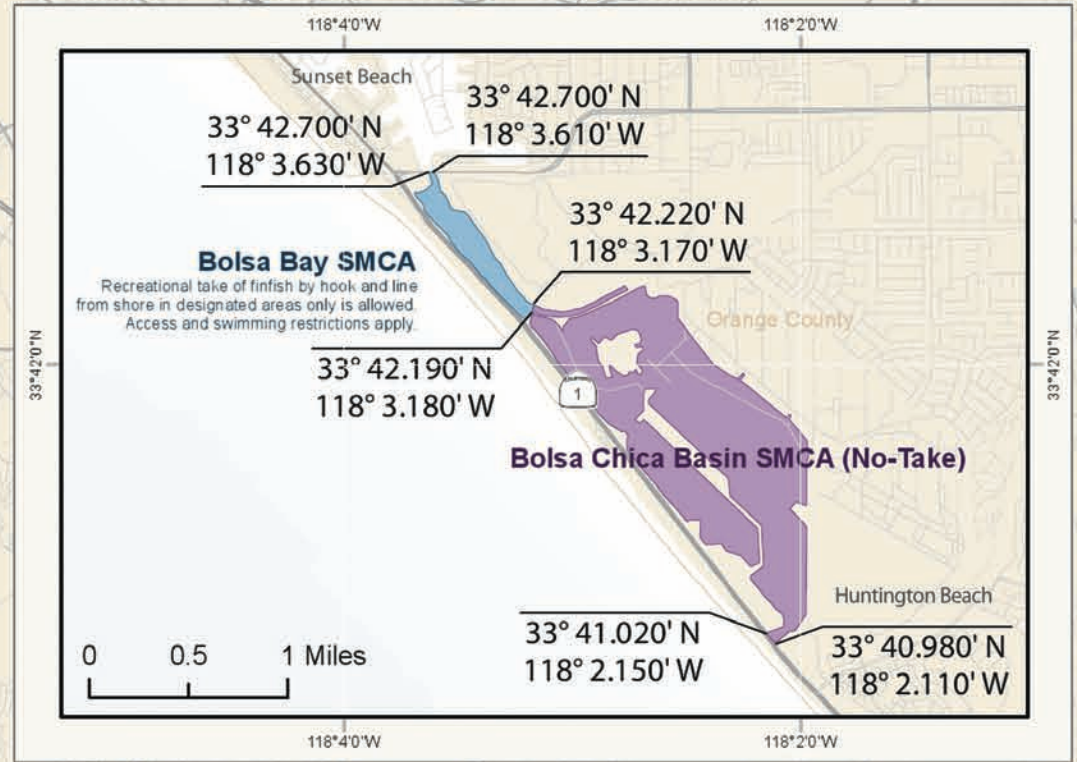 118°4'0"W
118°2'0"W
Sunset Beach
33° 42.700' N
118° 3.610' W
33° 42.700' N
118° 3.630' W
33° 42.220' N
118° 3.170' W
Bolsa Bay SMCA
Recreational take of finfish by hook and line
from shore in designated areas only is allowed.
Access and swimming restrictions apply.
Orange County
33°42'0"N
33°42'0"N
33° 42.190' N
118° 3.180' W
1
Bolsa Chica Basin SMCA (No-Take)
Huntington Beach
33° 41.020' N
118° 2.150' W
33° 40.980' N
118° 2.110' W
0 0.5 1 Miles
118°4'0"W
118°2'0"W